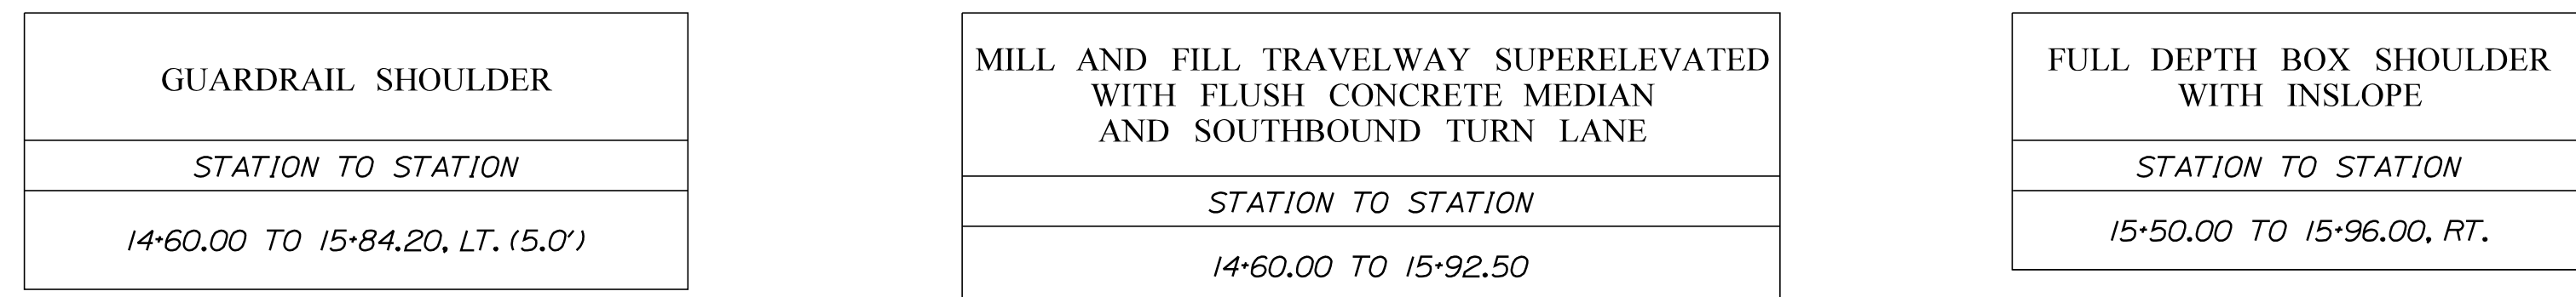 GUARDRAIL SHOULDER
STATION TO STATION
14+60.00 TO 15+84.20, LT. (5.0')
MILL AND FILL TRAVELWAY SUPERELEVATED
WITH FLUSH CONCRETE MEDIAN
AND SOUTHBOUND TURN LANE
STATION TO STATION
14+60.00 TO 15+92.50
FULL DEPTH BOX SHOULDER
WITH INSLOPE
STATION TO STATION
15+50.00 TO 15+96.00, RT.